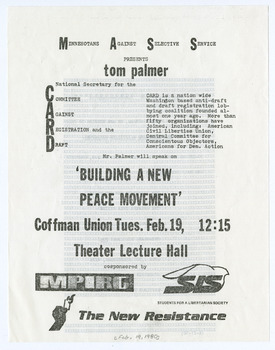 MINNESOTANS AGAINST SELECTIVE SERVICE
PRESENTS
tom palmer
National Secretary for the
COMMITTEE
AGAINST
REGISTRATION and the
DRAFT
CARD is a nation wide
Washington based anti-draft
and draft registration lob-
bying coalition founded al-
most one year ago. More than
fifty organizations have
joined, including: American
Civil Liberties Union,
Central Committee for
Conscientious Objectors,
Americans for Dem. Action
Mr. Palmer will speak on
'BUILDING A NEW
PEACE MOVEMENT'
Coffman Union Tues. Feb. 19, 12:15
Theater Lecture Hall
cosponsored by
MPIRG
SLS
STUDENTS FOR A LIBERTARIAN SOCIETY
The New Resistance